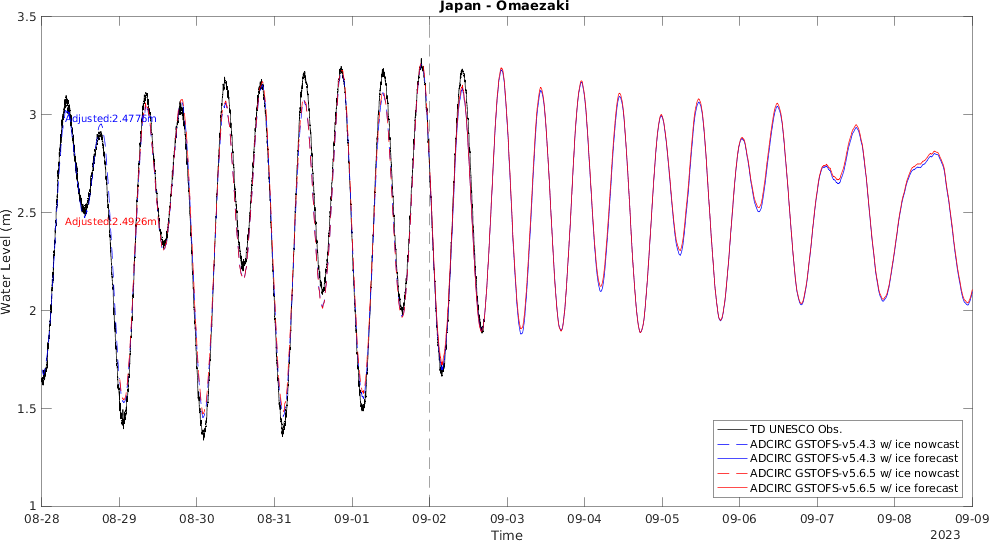 Japan - Omaezaki
3.5
3
2.5
2
1.5
1
Water Level (m)
Adjusted:2.4776m
Adjusted:2.4926m
TD UNESCO Obs.
ADCIRC GSTOFS-v5.4.3 w/ ice nowcast
ADCIRC GSTOFS-v5.4.3 w/ ice forecast
ADCIRC GSTOFS-v5.6.5 w/ ice nowcast
ADCIRC GSTOFS-v5.6.5 w/ ice forecast
08-28 08-29 08-30 08-31 09-01 09-02 09-03 09-04 09-05 09-06 09-07 09-08 09-09
Time
2023